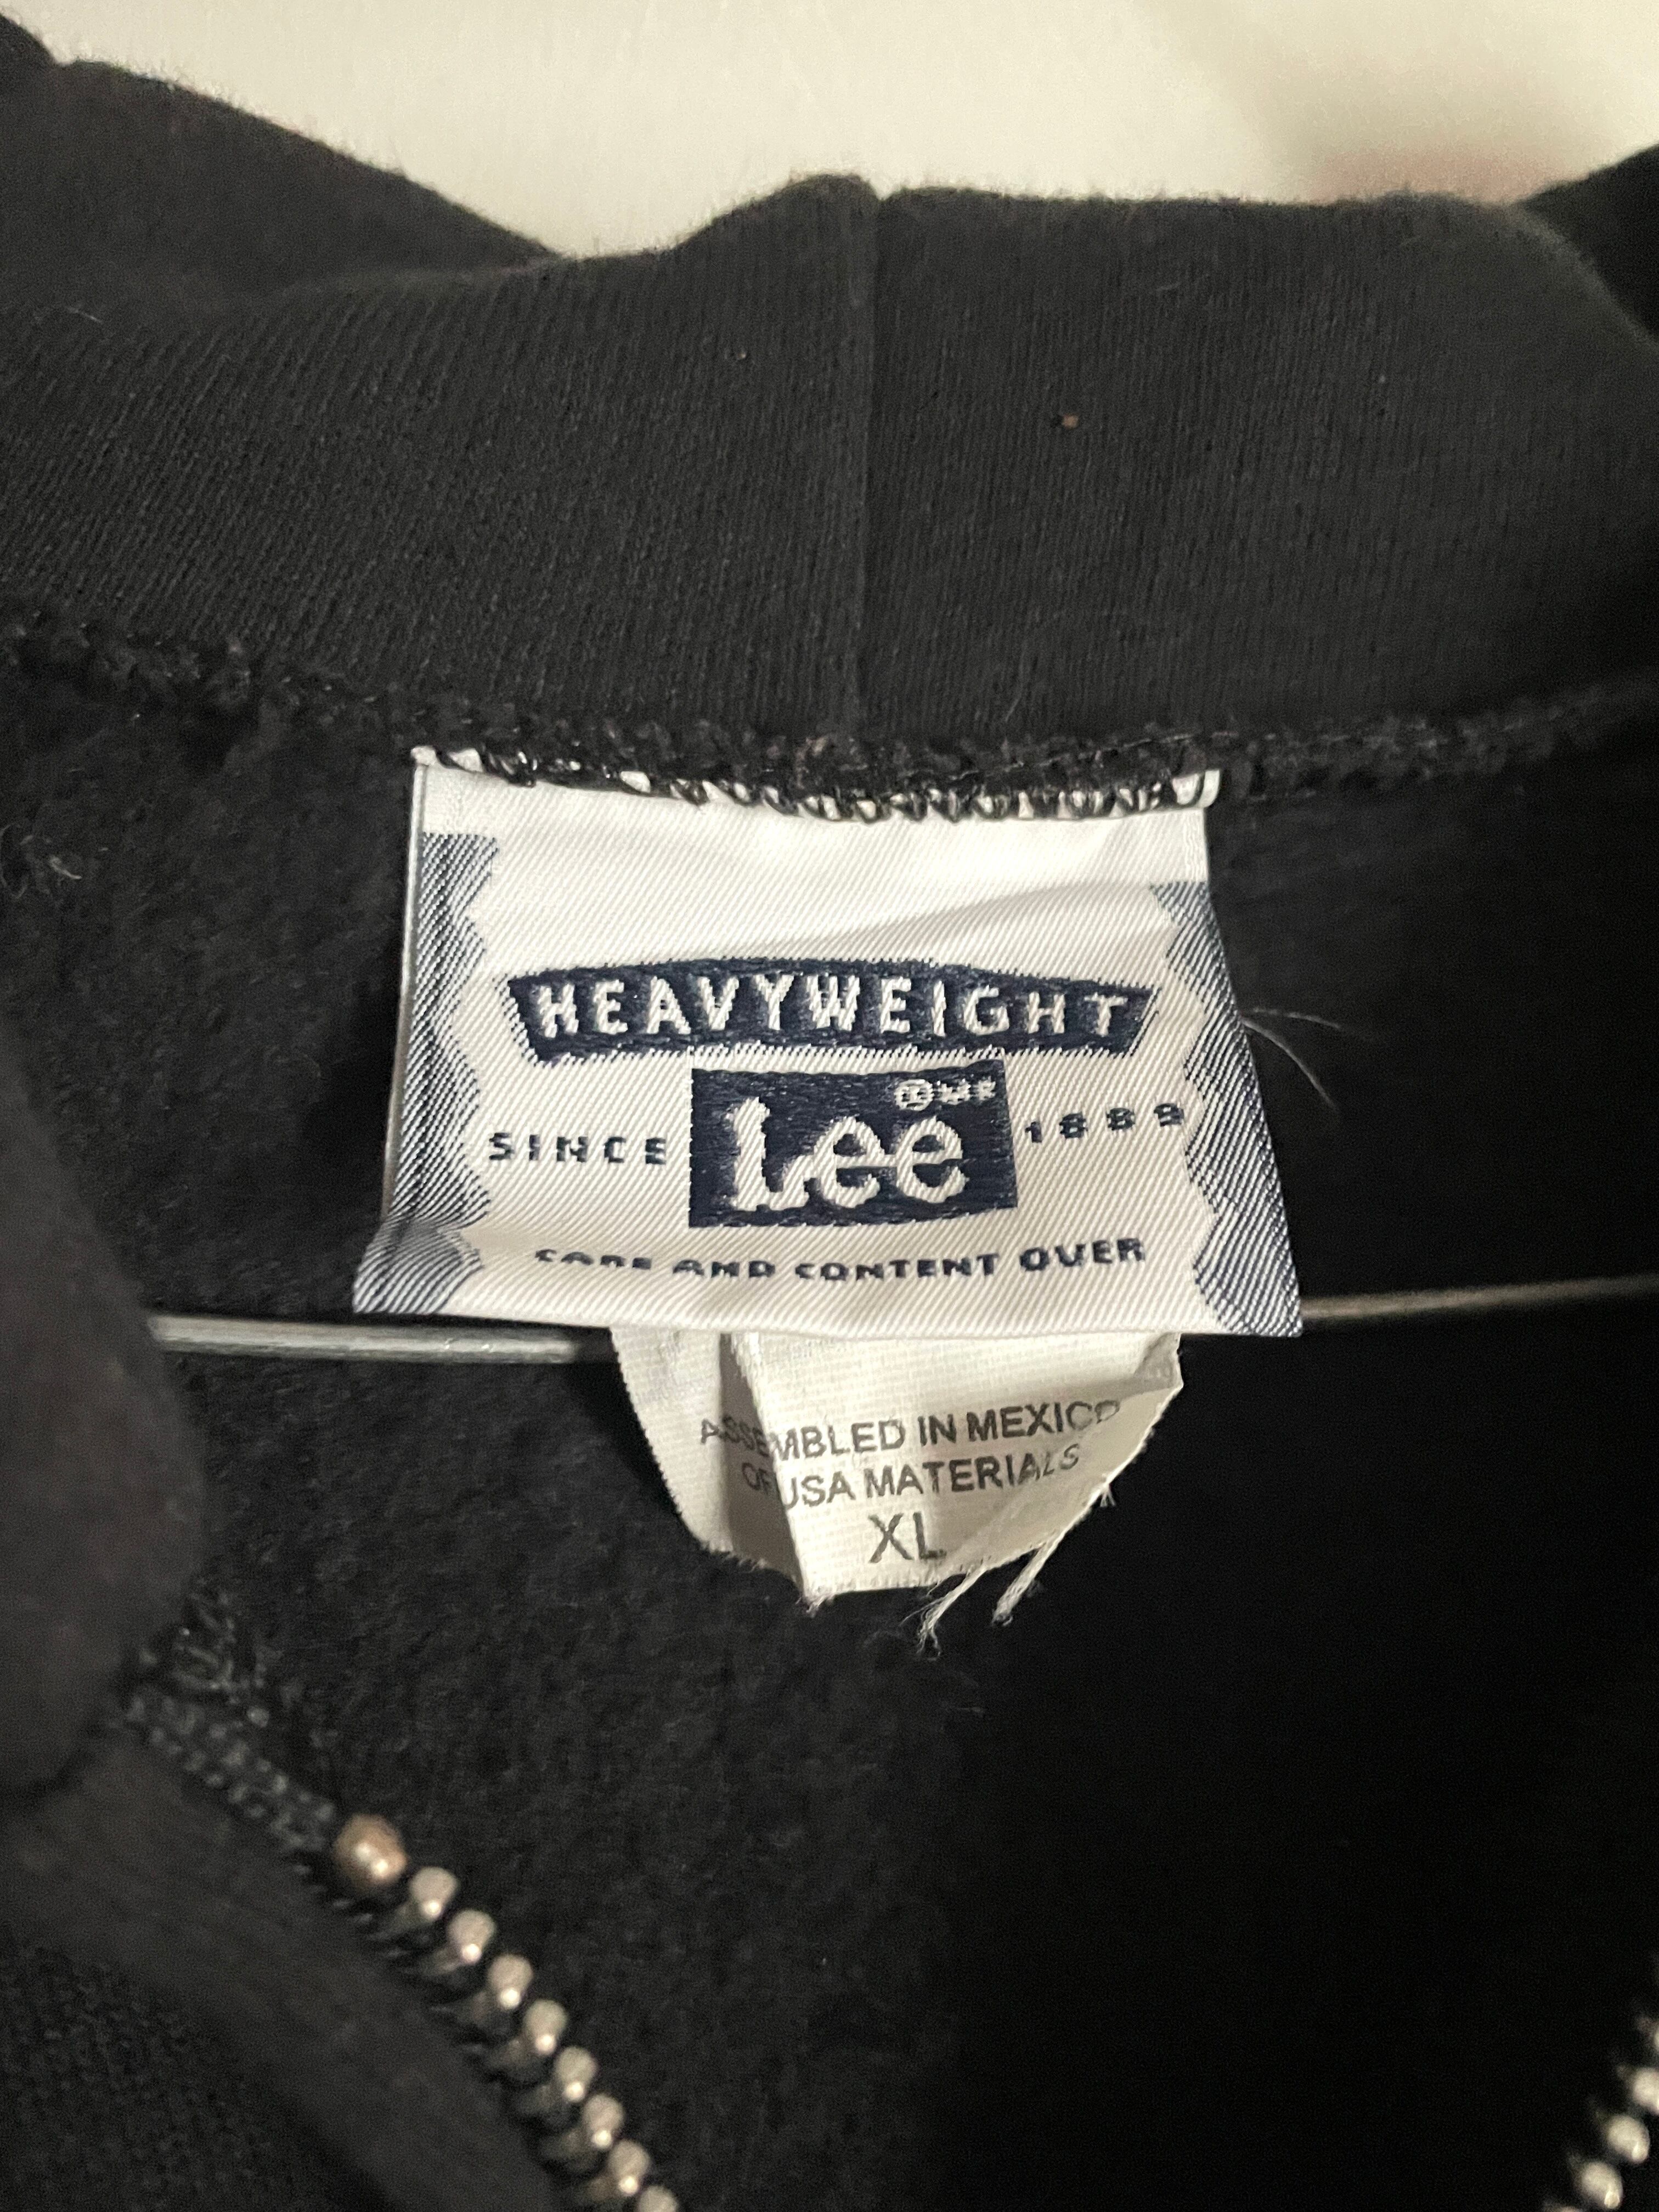 HEAVYWEIGHT
SINCE Lee ® 1889
CARE AND CONTENT OVER
ASSEMBLED IN MEXICO
OF USA MATERIALS
XL